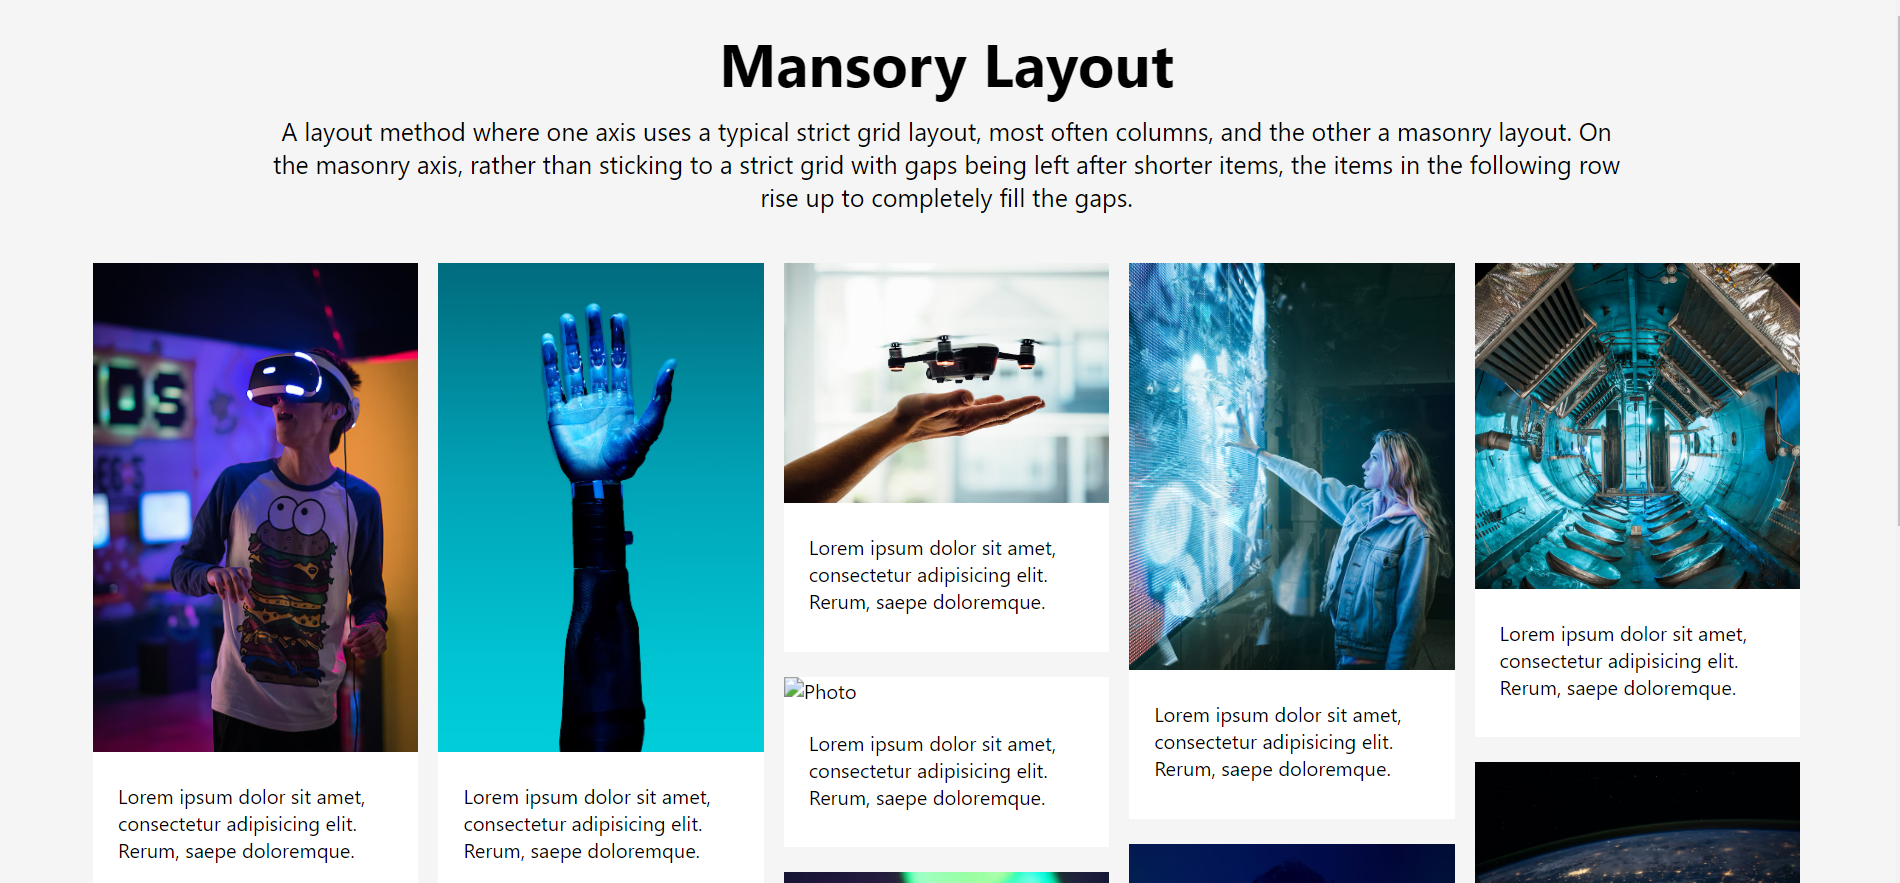 Mansory Layout
A layout method where one axis uses a typical strict grid layout, most often columns, and the other a masonry layout. On
the masonry axis, rather than sticking to a strict grid with gaps being left after shorter items, the items in the following row
rise up to completely fill the gaps.
Lorem ipsum dolor sit amet,
consectetur adipisicing elit.
Rerum, saepe doloremque.
Lorem ipsum dolor sit amet,
consectetur adipisicing elit.
Rerum, saepe doloremque.
Lorem ipsum dolor sit amet,
consectetur adipisicing elit.
Rerum, saepe doloremque.
Photo
Lorem ipsum dolor sit amet,
consectetur adipisicing elit.
Rerum, saepe doloremque.
Lorem ipsum dolor sit amet,
consectetur adipisicing elit.
Rerum, saepe doloremque.
Lorem ipsum dolor sit amet,
consectetur adipisicing elit.
Rerum, saepe doloremque.